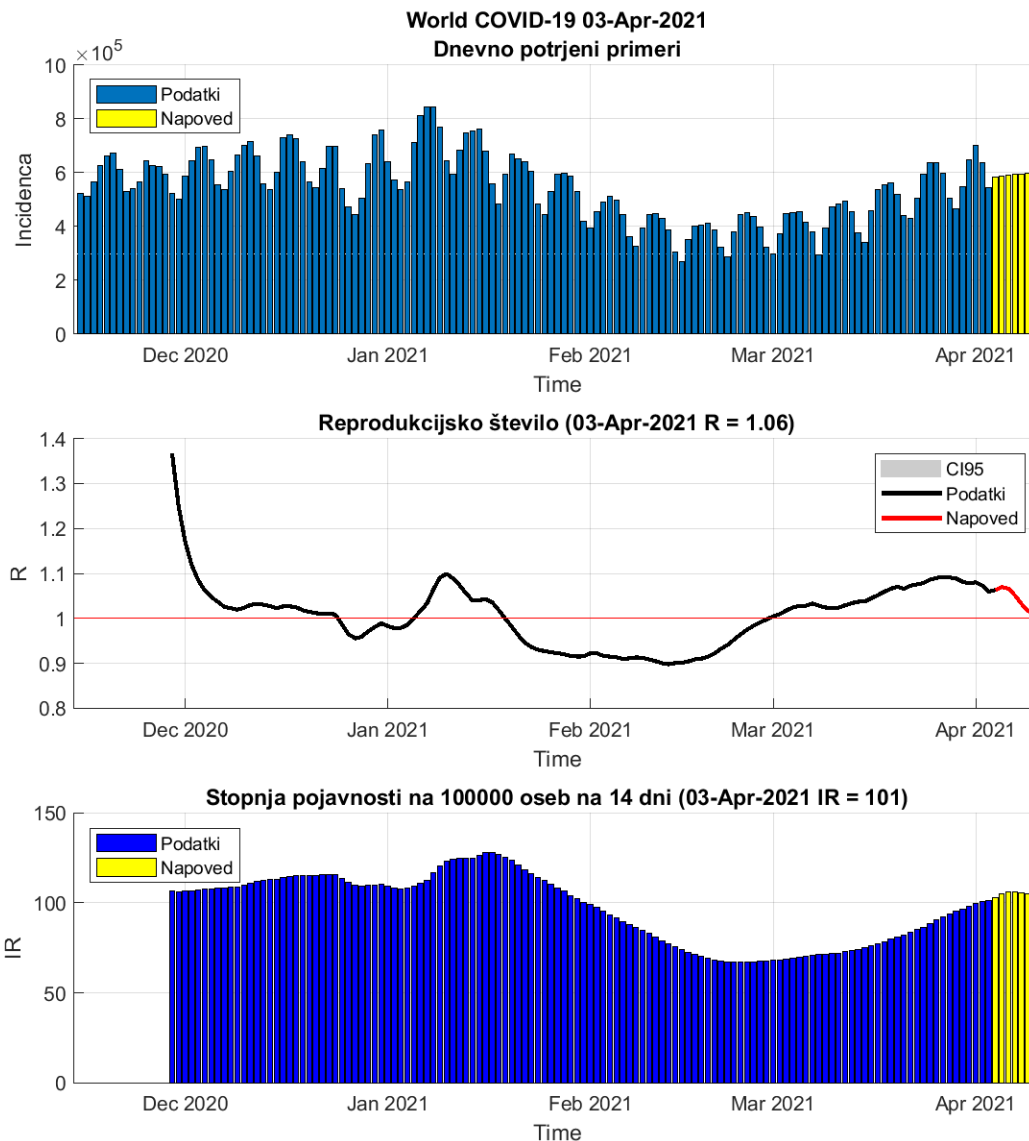 World COVID-19 03-Apr-2021
Dnevno potrjeni primeri
×10^5
10
8
6
4
2
0
Incidenca
Podatki
Napoved
Dec 2020 Jan 2021 Feb 2021 Mar 2021 Apr 2021
Time
Reprodukcijsko število (03-Apr-2021 R = 1.06)
1.4
1.3
1.2
1.1
1
0.9
0.8
R
CI95
Podatki
Napoved
Dec 2020 Jan 2021 Feb 2021 Mar 2021 Apr 2021
Time
Stopnja pojavnosti na 100000 oseb na 14 dni (03-Apr-2021 IR = 101)
150
100
50
0
IR
Podatki
Napoved
Dec 2020 Jan 2021 Feb 2021 Mar 2021 Apr 2021
Time